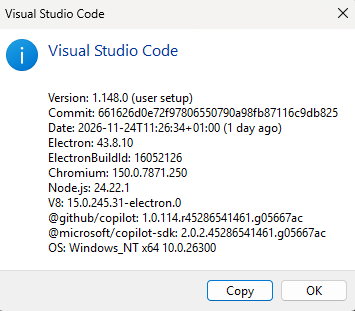 Visual Studio Code
Visual Studio Code
Version: 1.148.0 (user setup)
Commit: 661626d0e72f97806550790a98fb87116c9db825
Date: 2026-11-24T11:26:34+01:00 (1 day ago)
Electron: 43.8.10
ElectronBuildId: 16052126
Chromium: 150.0.7871.250
Node.js: 24.22.1
V8: 15.0.245.31-electron.0
@github/copilot: 1.0.114.r45286541461.g05667ac
@microsoft/copilot-sdk: 2.0.2.45286541461.g05667ac
OS: Windows_NT x64 10.0.26300
Copy
OK